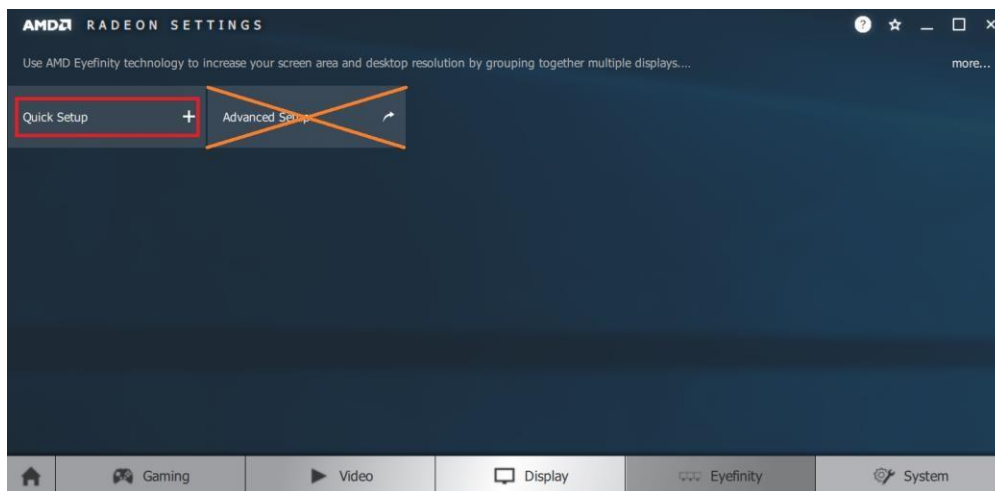 AMD RADEON SETTINGS
Use AMD Eyefinity technology to increase your screen area and desktop resolution by grouping together multiple displays....
more...
Quick Setup
Advanced Setup
Gaming
Video
Display
Eyefinity
System